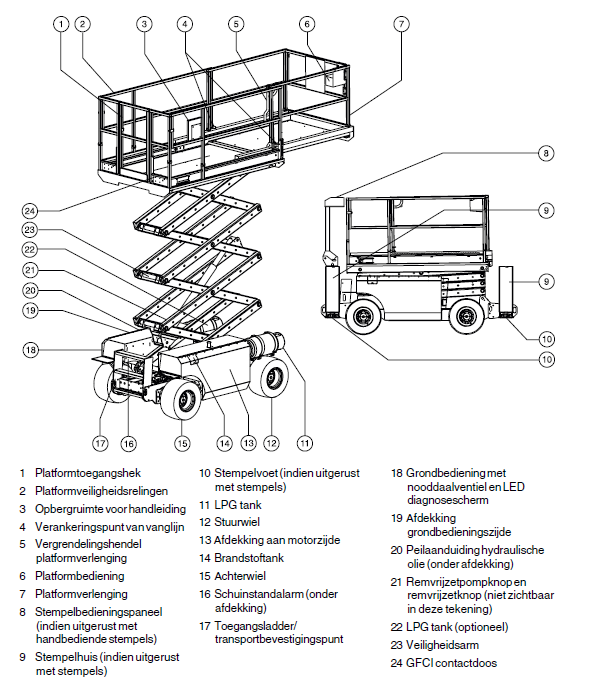 1
2
3
4
5
6
7
8
9
24
23
22
21
20
19
18
9
10
10
17
16
15
14
13
12
11
1 Platformtoegangshek
2 Platformveiligheidsrelingen
3 Opbergruimte voor handleiding
4 Verankeringspunt van vanglijn
5 Vergrendelingshendel
platformverlenging
6 Platformbediening
7 Platformverlenging
8 Stempelbedieningspaneel
(indien uitgerust met
handbediende stempels)
9 Stempelhuis (indien uitgerust
met stempels)
10 Stempelvoet (indien uitgerust
met stempels)
11 LPG tank
12 Stuurwiel
13 Afdekking aan motorzijde
14 Brandstoftank
15 Achterwiel
16 Schuinstandalarm (onder
afdekking)
17 Toegangsladder/
transportbevestigingspunt
18 Grondbediening met
nooddaalventiel en LED
diagnosescherm
19 Afdekking
grondbedieningszijde
20 Peilaanduiding hydraulische
olie (onder afdekking)
21 Remvrijzetpompknop en
remvrijzetknop (niet zichtbaar
in deze tekening)
22 LPG tank (optioneel)
23 Veiligheidsarm
24 GFCI contactdoos